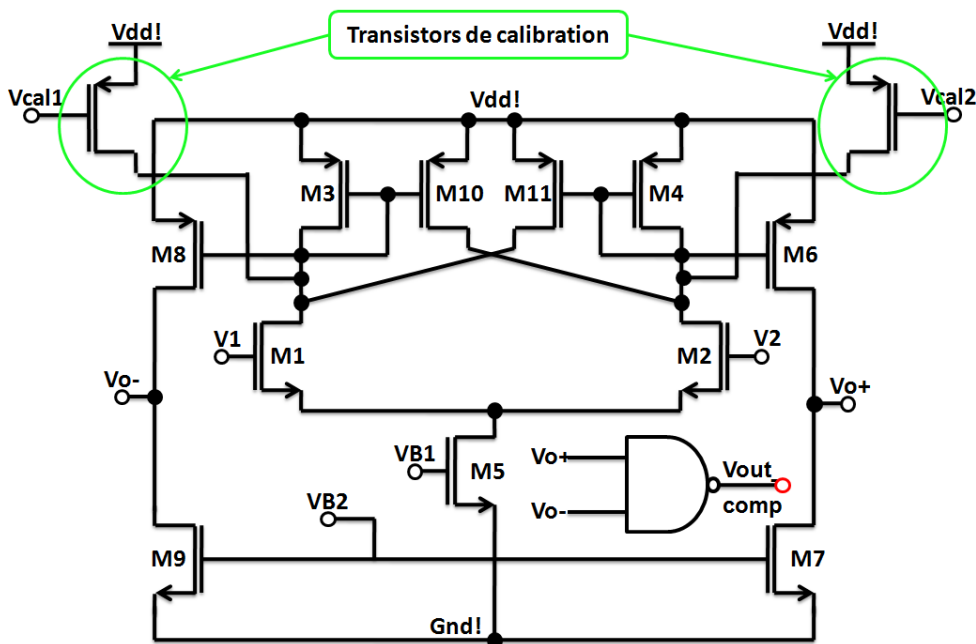 Transistors de calibration
Vdd!
Vdd!
Vcal1
Vcal2
Vdd!
M3
M10
M11
M4
M8
M6
V1
M1
M2
V2
Vo-
Vo+
VB1
M5
Vo+
Vo-
Vout_
comp
VB2
M9
M7
Gnd!